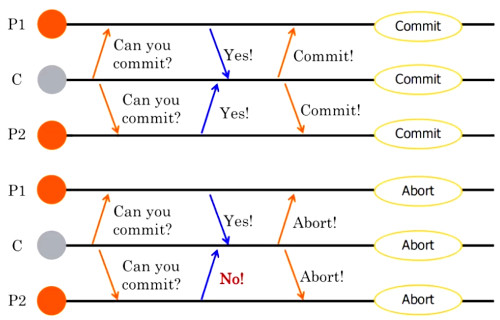 P1
Can you
commit?
Yes!
Commit!
Commit
C
Commit
Can you
commit?
Yes!
Commit!
P2
Commit
P1
Can you
commit?
Yes!
Abort!
Abort
C
Abort
Can you
commit?
No!
Abort!
P2
Abort